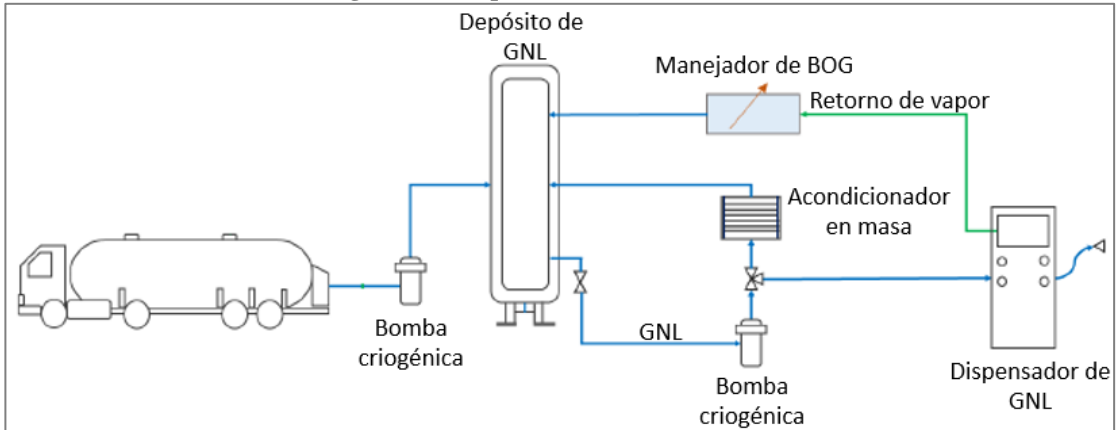 Depósito de
GNL
Manejador de BOG
Retorno de vapor
Acondicionador
en masa
Bomba
criogénica
GNL
Bomba
criogénica
Dispensador de
GNL